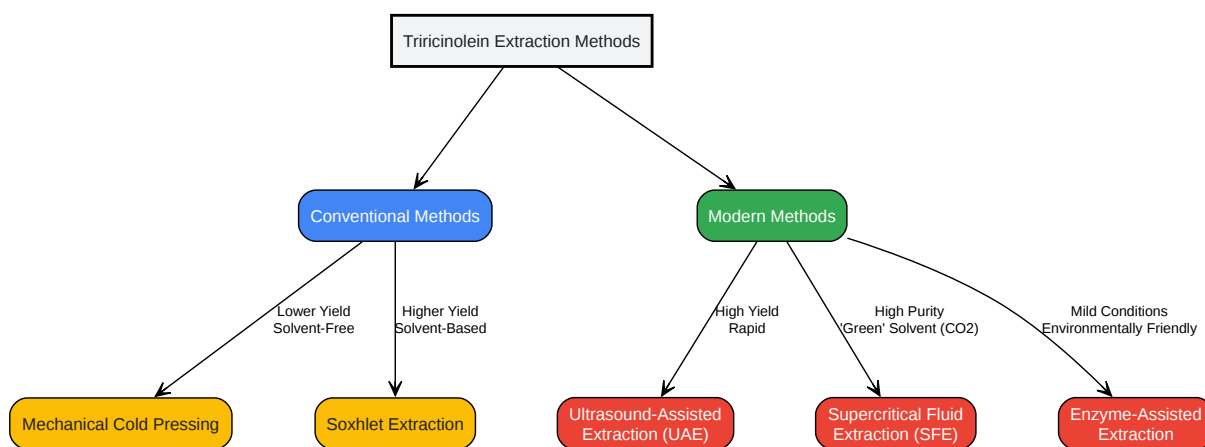 Triricinolein Extraction Methods
Conventional Methods
Modern Methods
Lower Yield
Solvent-Free
Higher Yield
Solvent-Based
High Yield
Rapid
High Purity
'Green' Solvent (CO2)
Mild Conditions
Environmentally Friendly
Mechanical Cold Pressing
Soxhlet Extraction
Ultrasound-Assisted
Extraction (UAE)
Supercritical Fluid
Extraction (SFE)
Enzyme-Assisted
Extraction